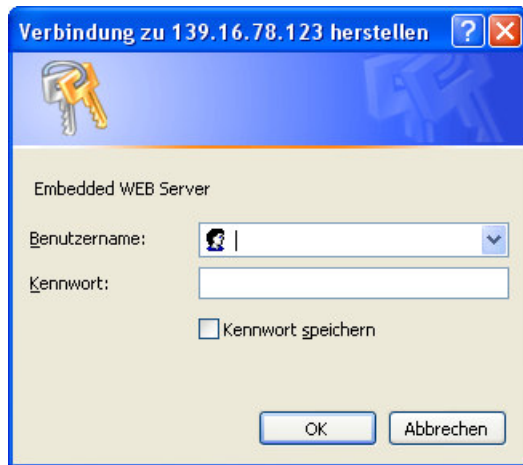 Verbindung zu 139.16.78.123 herstellen
Embedded WEB Server
Benutzername:
Kennwort:
Kennwort speichern
OK Abbrechen